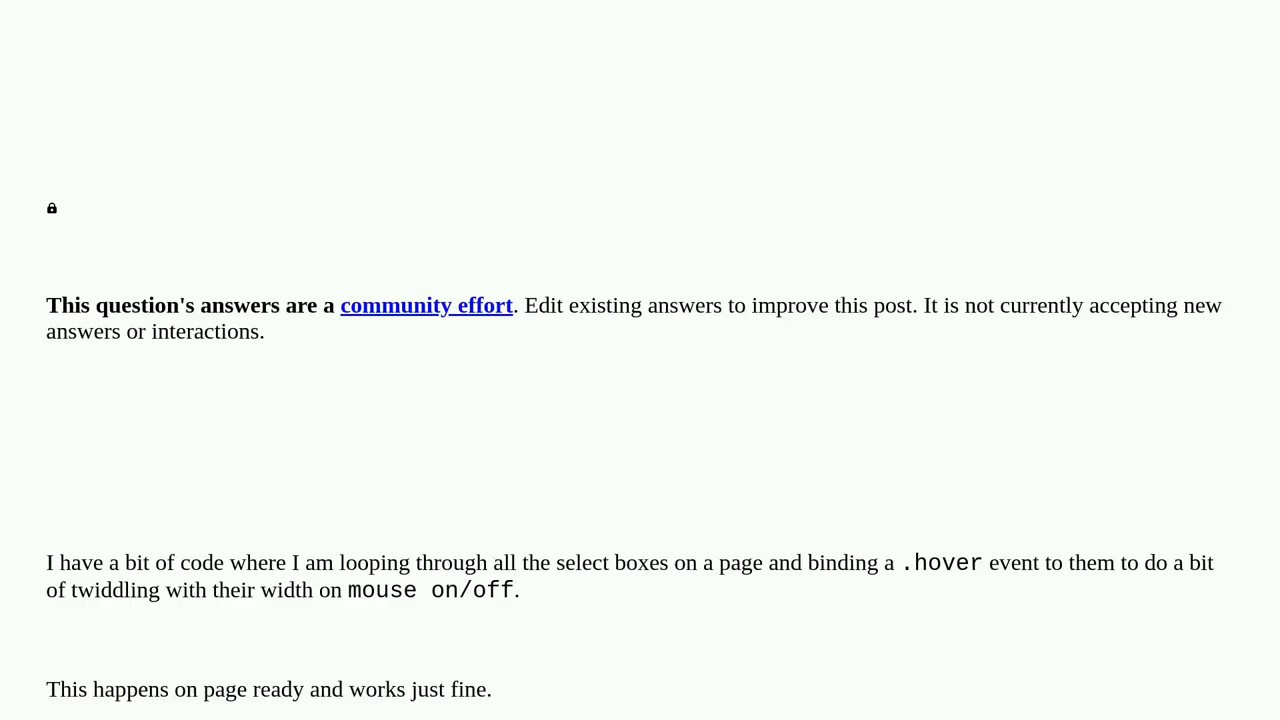 This question's answers are a community effort. Edit existing answers to improve this post. It is not currently accepting new
answers or interactions.
I have a bit of code where I am looping through all the select boxes on a page and binding a .hover event to them to do a bit
of twiddling with their width on mouse on/off.
This happens on page ready and works just fine.